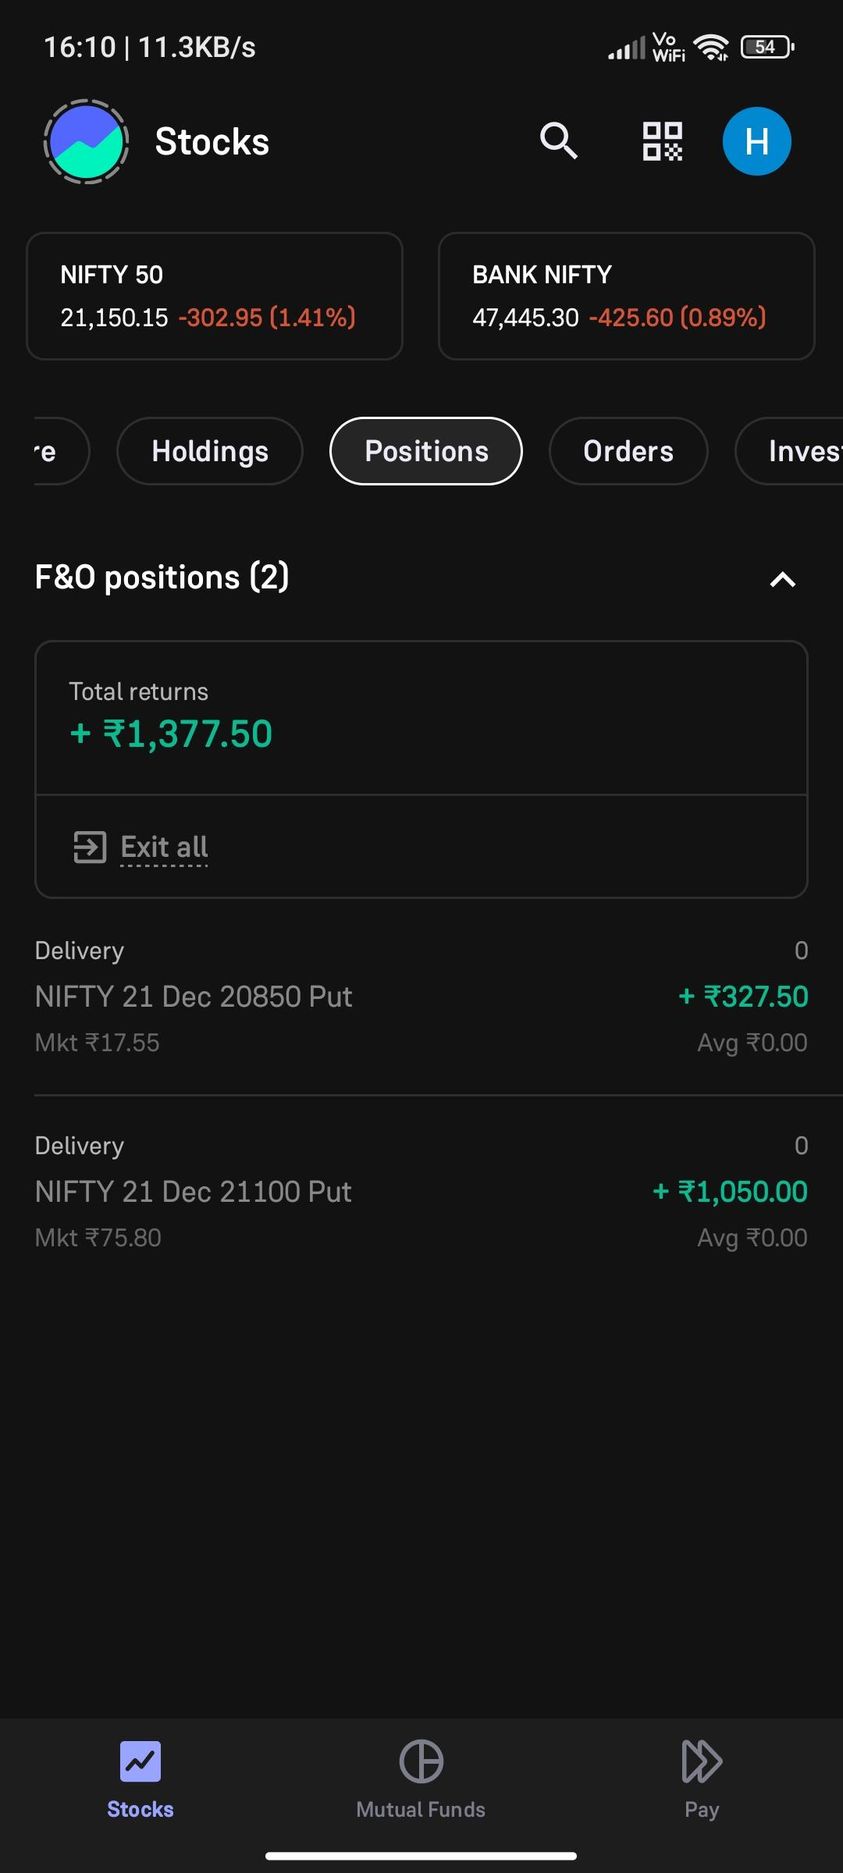 16:10 | 11.3KB/s
Vo
WiFi
54
Stocks
H
NIFTY 50
21,150.15 -302.95 (1.41%)
BANK NIFTY
47,445.30 -425.60 (0.89%)
re
Holdings
Positions
Orders
Inves
F&O positions (2)
Total returns
+ ₹1,377.50
Exit all
Delivery 0
NIFTY 21 Dec 20850 Put + ₹327.50
Mkt ₹17.55 Avg ₹0.00
Delivery 0
NIFTY 21 Dec 21100 Put + ₹1,050.00
Mkt ₹75.80 Avg ₹0.00
Stocks
Mutual Funds
Pay